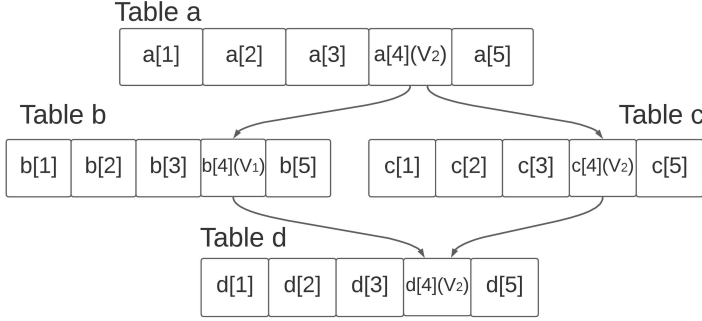 Table a
a[1] a[2] a[3] a[4](V2) a[5]
Table b
Table c
b[1] b[2] b[3] b[4](V1) b[5]
c[1] c[2] c[3] c[4](V2) c[5]
Table d
d[1] d[2] d[3] d[4](V2) d[5]